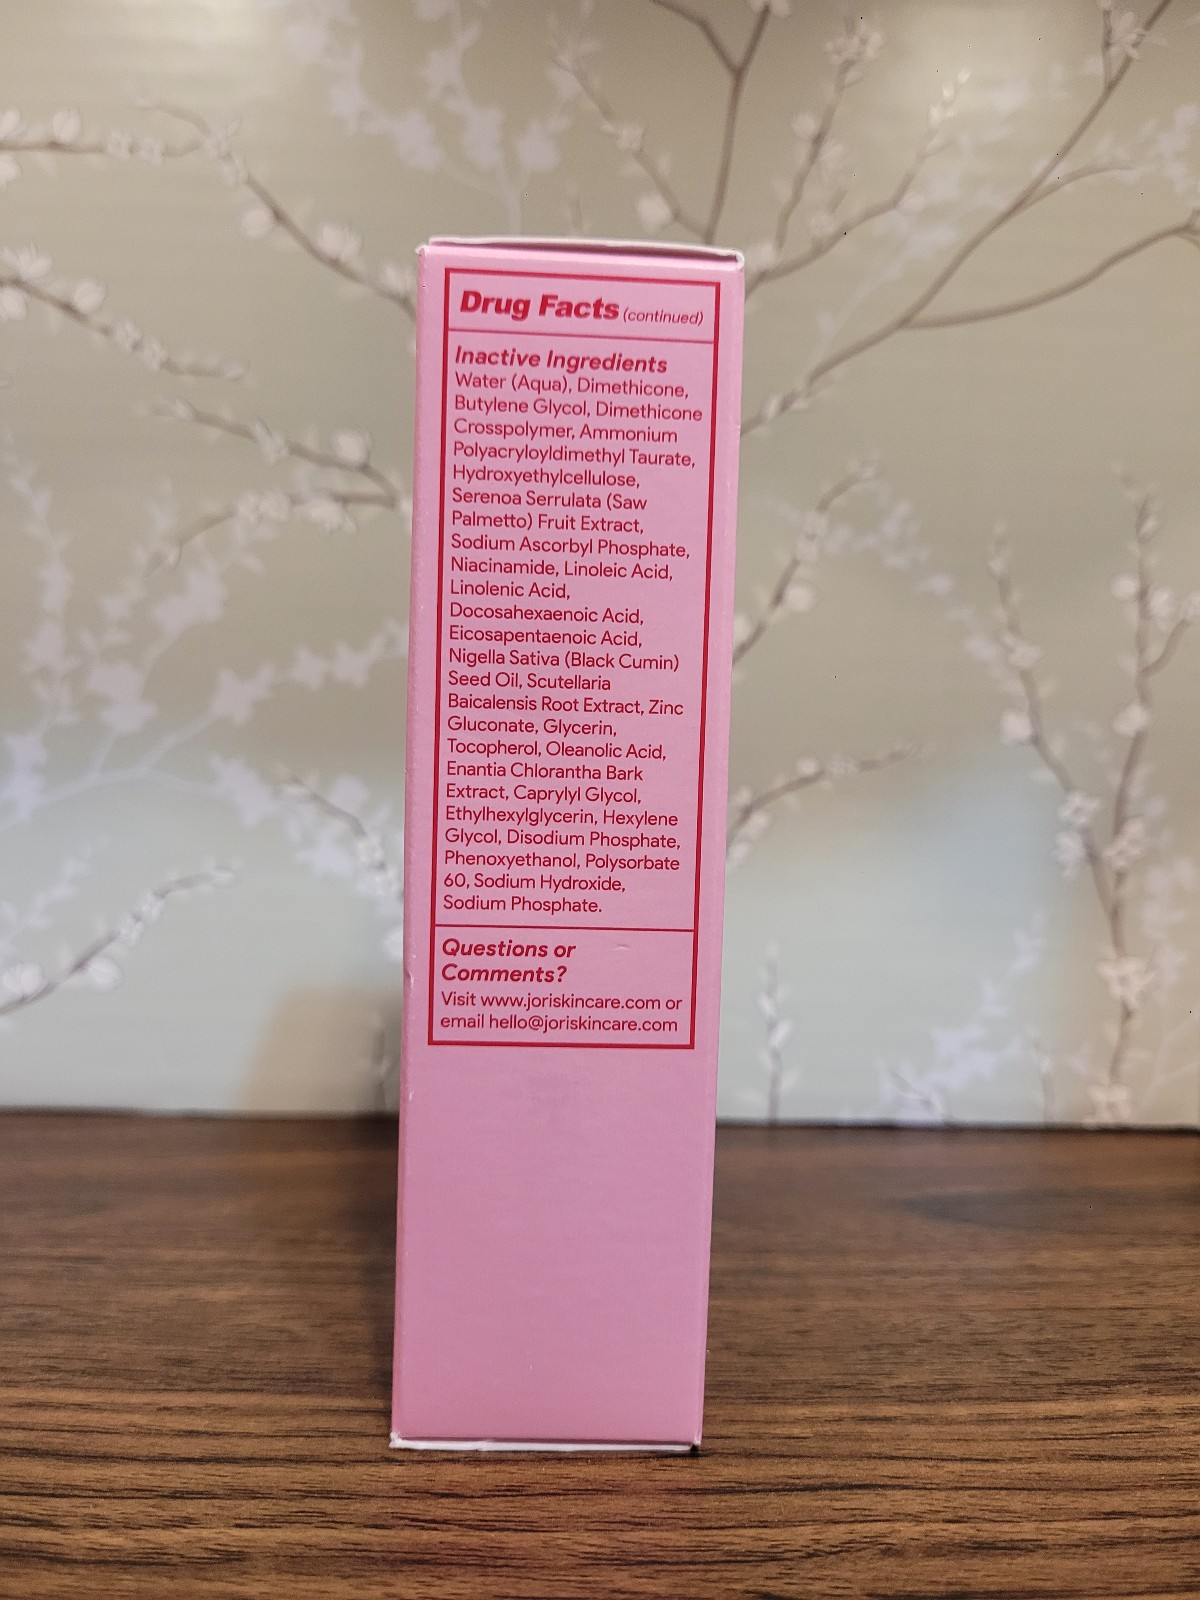 Drug Facts (continued)
Inactive Ingredients
Water (Aqua), Dimethicone,
Butylene Glycol, Dimethicone
Crosspolymer, Ammonium
Polyacryloyldimethyl Taurate,
Hydroxyethylcellulose,
Serenoa Serrulata (Saw
Palmetto) Fruit Extract,
Sodium Ascorbyl Phosphate,
Niacinamide, Linoleic Acid,
Linolenic Acid,
Docosahexaenoic Acid,
Eicosapentaenoic Acid,
Nigella Sativa (Black Cumin)
Seed Oil, Scutellaria
Baicalensis Root Extract, Zinc
Gluconate, Glycerin,
Tocopherol, Oleanolic Acid,
Enantia Chlorantha Bark
Extract, Caprylyl Glycol,
Ethylhexylglycerin, Hexylene
Glycol, Disodium Phosphate,
Phenoxyethanol, Polysorbate
60, Sodium Hydroxide,
Sodium Phosphate.
Questions or
Comments?
Visit www.joriskincare.com or
email hello@joriskincare.com